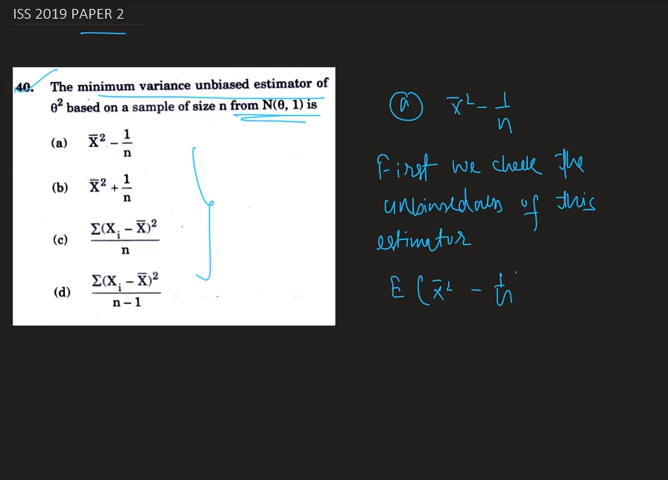 ISS 2019 PAPER 2
40. The minimum variance unbiased estimator of
θ² based on a sample of size n from N(θ, 1) is
(a) X̄² − 1/n
(b) X̄² + 1/n
(c) Σ(Xᵢ − X̄)² / n
(d) Σ(Xᵢ − X̄)² / n − 1
(a) x̄² − 1/n
First we check the
unbiasedness of this
estimator
E (x̄² − 1/n